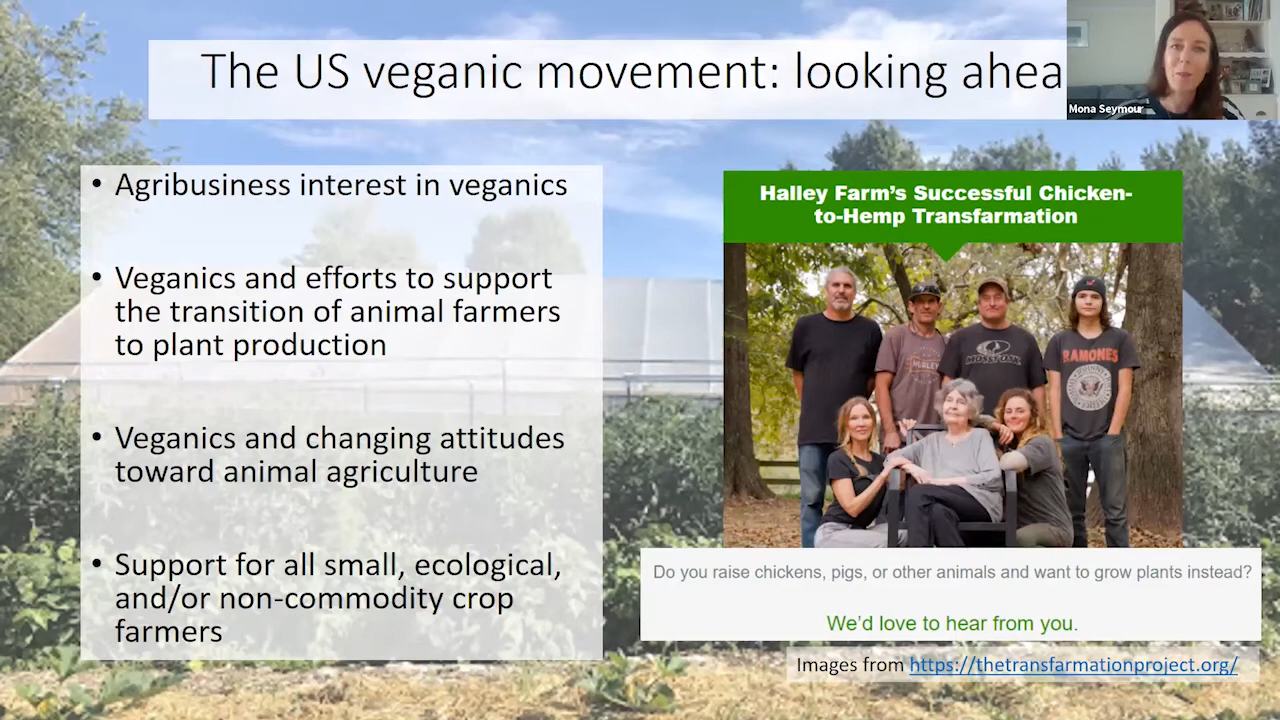 The US veganic movement: looking ahea
Mona Seymour
• Agribusiness interest in veganics
• Veganics and efforts to support
the transition of animal farmers
to plant production
• Veganics and changing attitudes
toward animal agriculture
• Support for all small, ecological,
and/or non-commodity crop
farmers
Halley Farm’s Successful Chicken-
to-Hemp Transfarmation
HURLEY
MOSSY OAK
RAMONES
Do you raise chickens, pigs, or other animals and want to grow plants instead?
We’d love to hear from you.
Images from https://thetransfarmationproject.org/